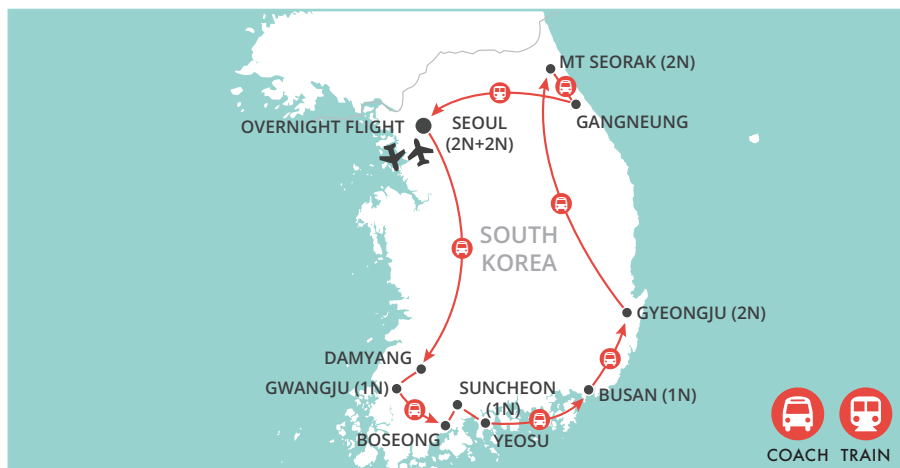 MT SEORAK (2N)
GANGNEUNG
OVERNIGHT FLIGHT
SEOUL
(2N+2N)
SOUTH
KOREA
GYEONGJU (2N)
DAMYANG
GWANGJU (1N)
SUNCHEON
(1N)
BUSAN (1N)
BOSEONG
YEOSU
COACH
TRAIN